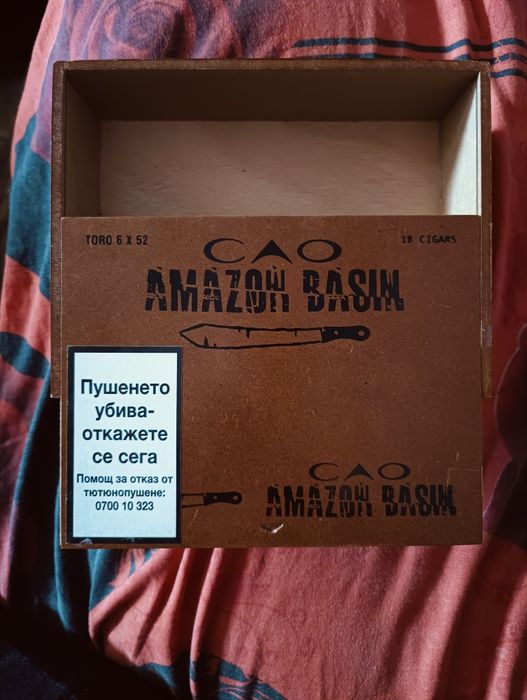 TORO 6 X 52
18 CIGARS
CAO
AMAZON BASIN
Пушенето
убива-
откажете
се сега
Помощ за отказ от
тютюнопушене:
0700 10 323
CAO
AMAZON BASIN